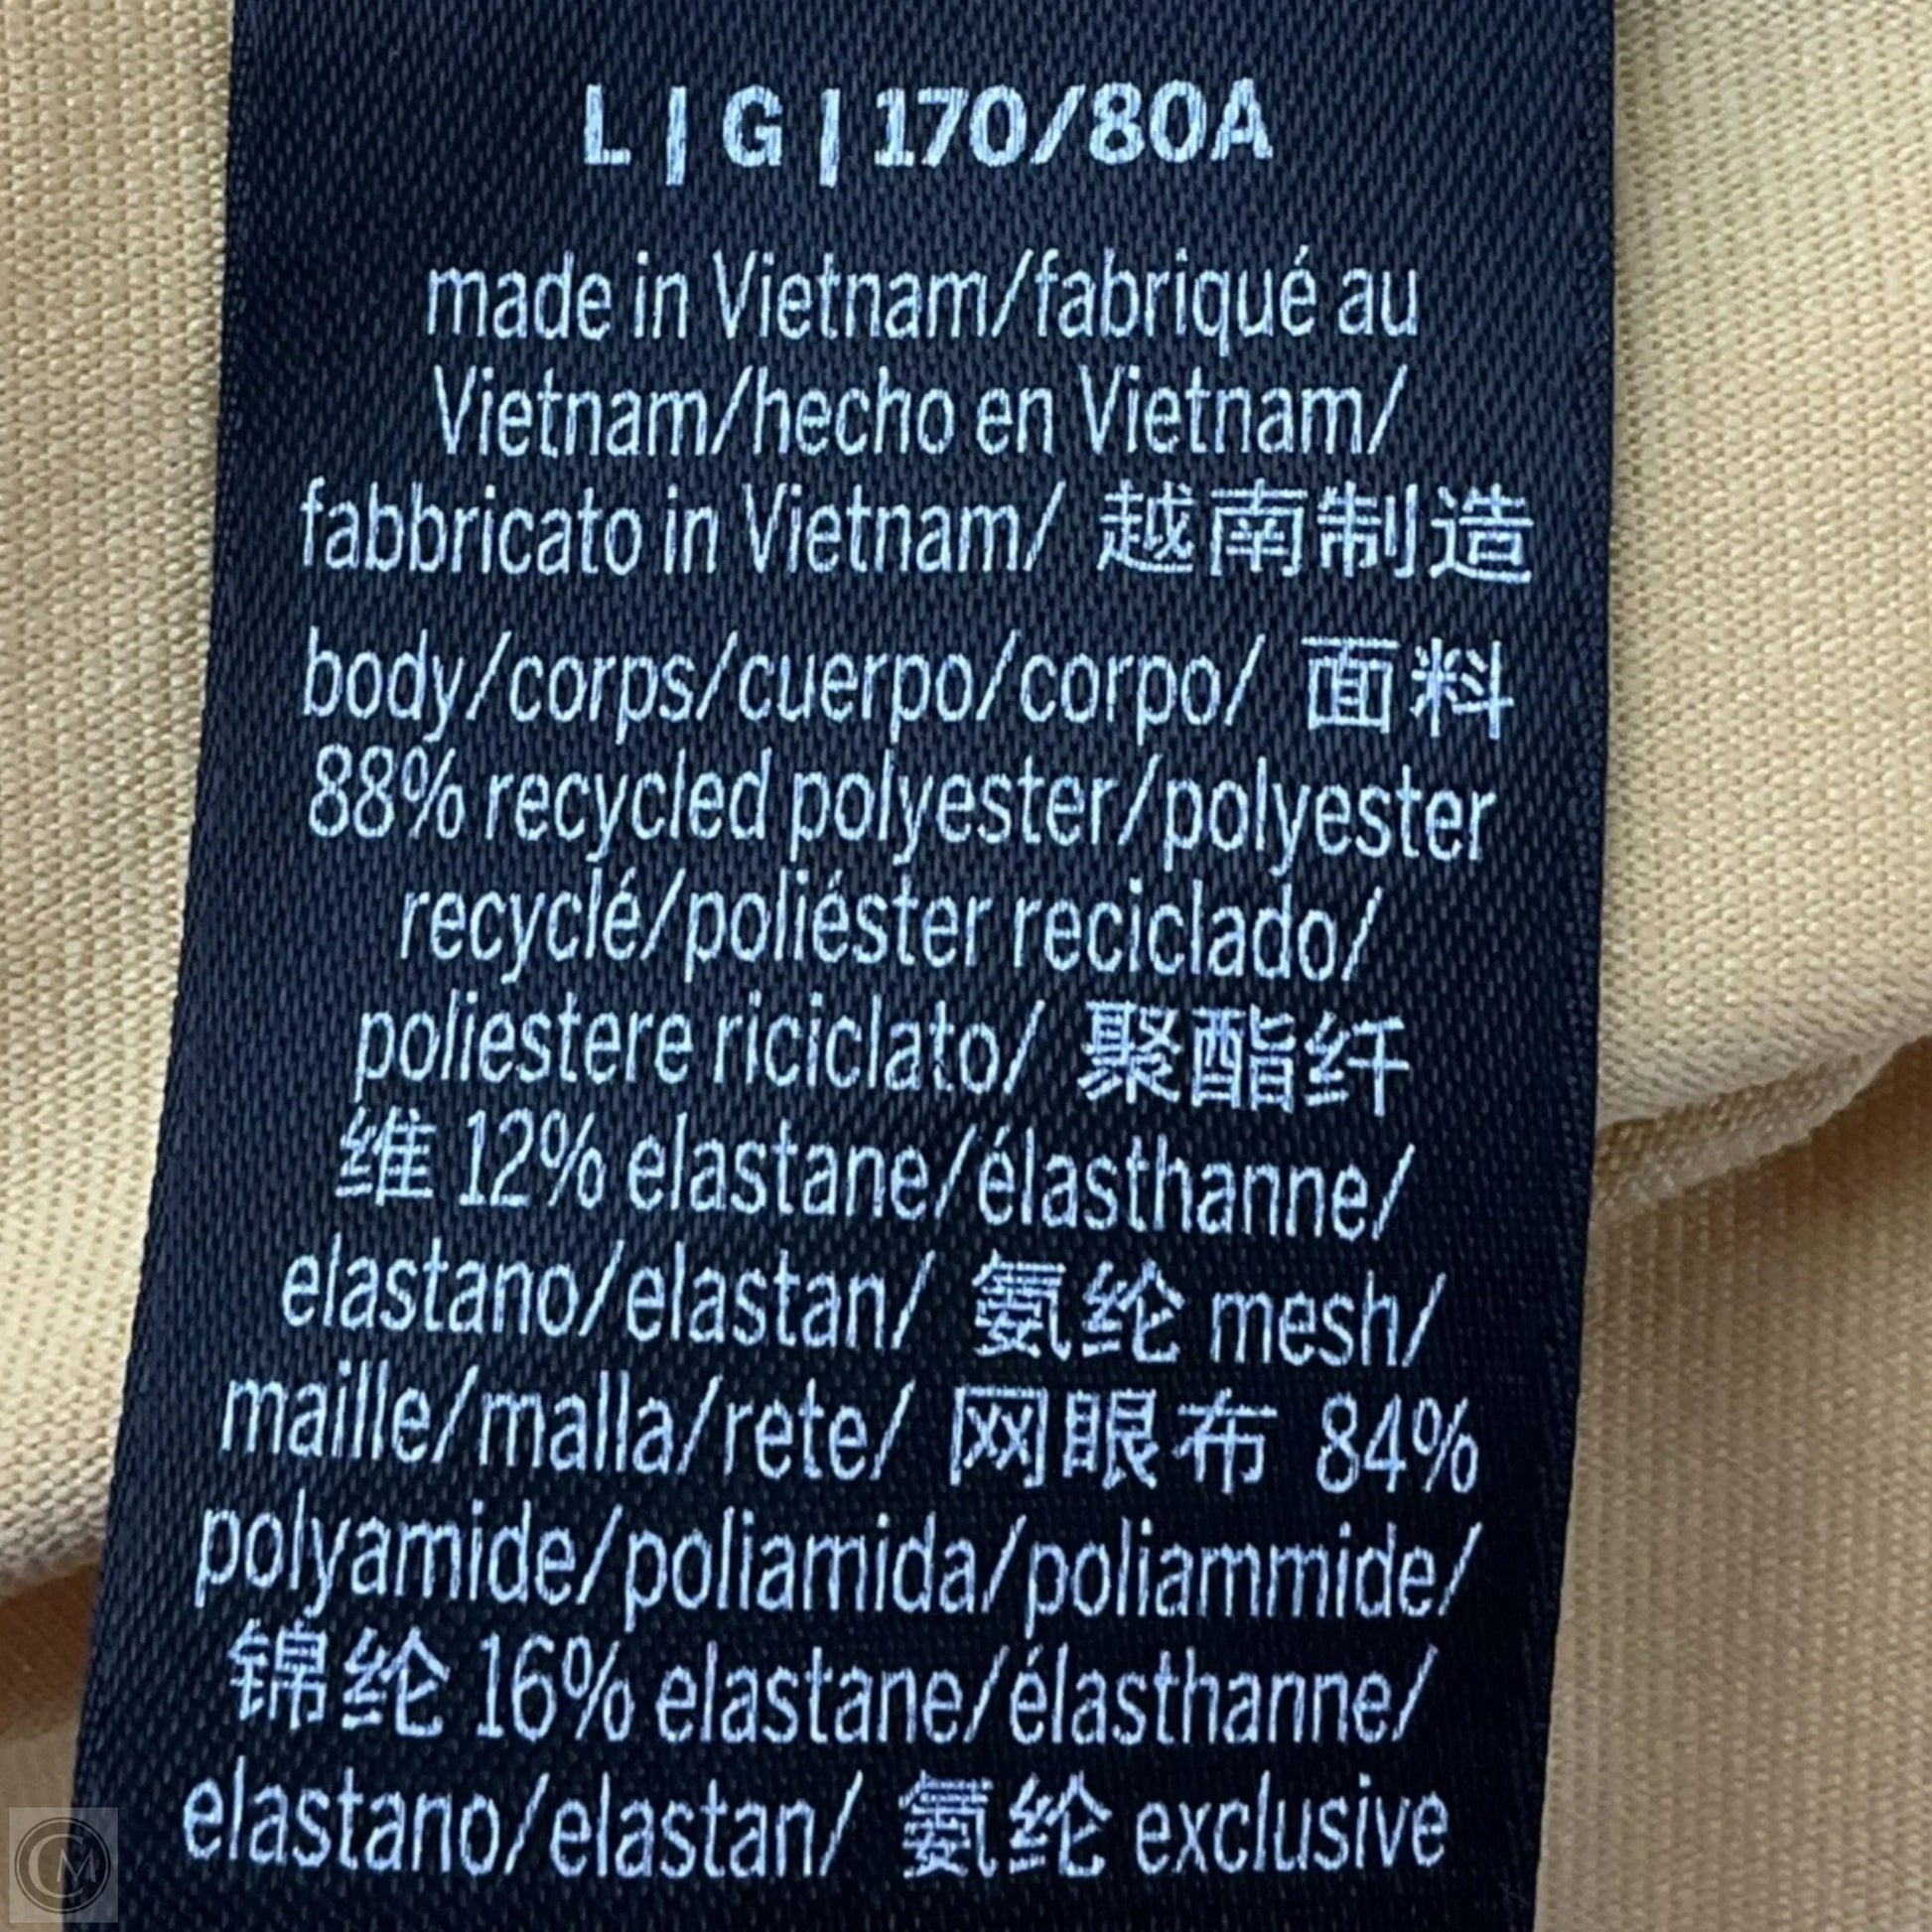 L | G | 170/80A
made in Vietnam/fabriqué au
Vietnam/hecho en Vietnam/
fabbricato in Vietnam/ 越南制造
body/corps/cuerpo/corpo/ 面料
88% recycled polyester/polyester
recyclé/poliéster reciclado/
poliestere riciclato/ 聚酯纤
维 12% elastane/élasthanne/
elastano/elastan/ 氨纶 mesh/
maille/malla/rete/ 网眼布 84%
polyamide/poliamida/poliammide/
锦纶 16% elastane/élasthanne/
elastano/elastan/ 氨纶 exclusive
CM